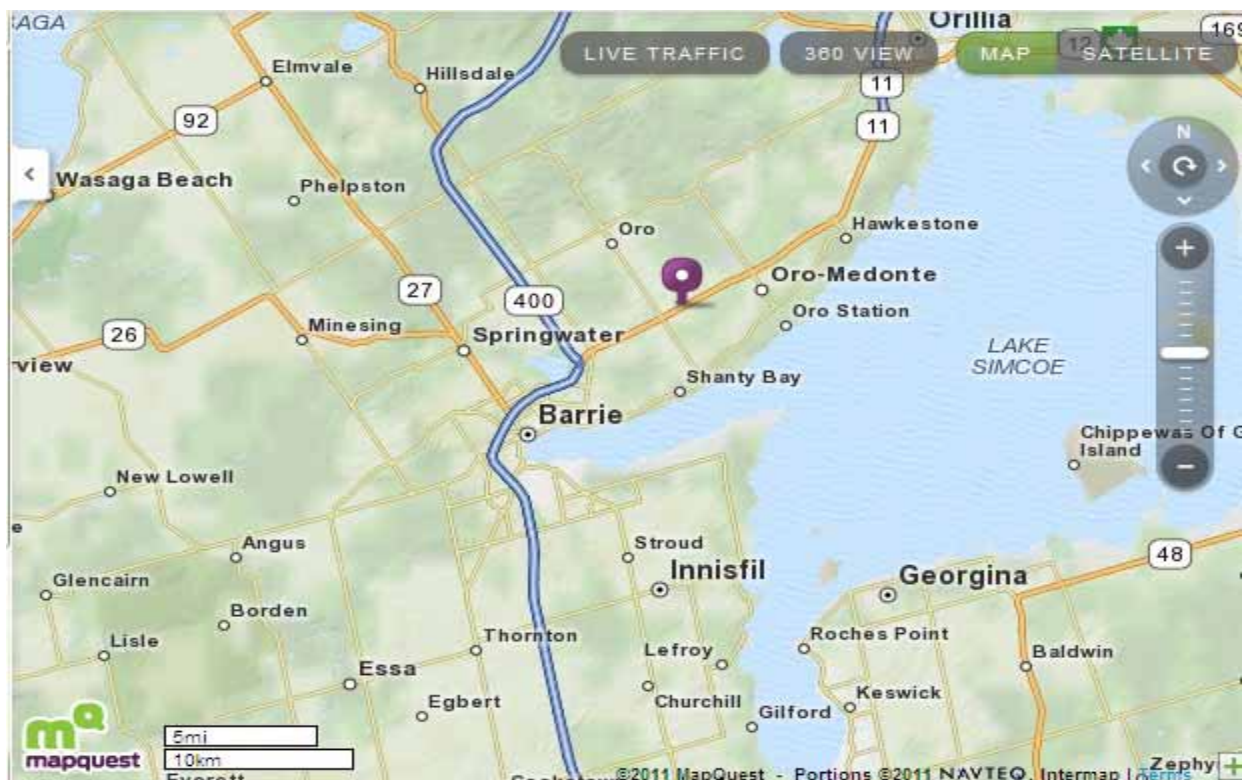 AGA
Orillia
169
LIVE TRAFFIC
360 VIEW
MAP
12
SATELLITE
Elmvale
Hillsdale
11
11
92
N
Wasaga Beach
Phelpston
Oro
Hawkestone
Oro-Medonte
27
400
Oro Station
26
Minesing
Springwater
LAKE
SIMCOE
rview
Shanty Bay
Barrie
Chippewas Of G
Island
New Lowell
e
Angus
Stroud
48
Glencairn
Innisfil
Georgina
Borden
Lisle
Thornton
Roches Point
Lefroy
Baldwin
Essa
Egbert
Churchill
Keswick
Gilford
mq
mapquest
5mi
10km
Everett
Zephy
©2011 MapQuest - Portions ©2011 NAVTEQ, Intermap | Terms